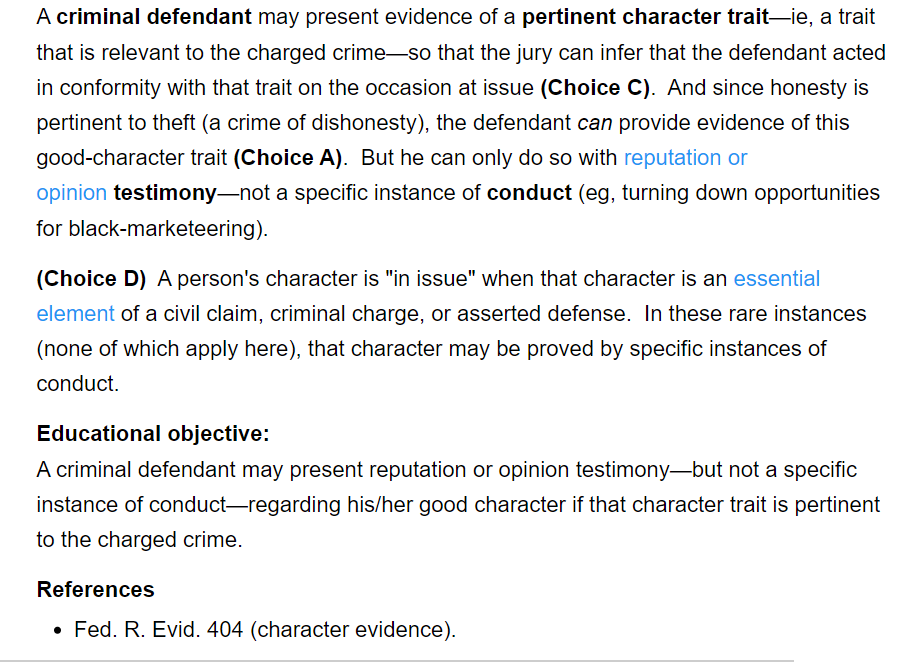 A criminal defendant may present evidence of a pertinent character trait—ie, a trait
that is relevant to the charged crime—so that the jury can infer that the defendant acted
in conformity with that trait on the occasion at issue (Choice C).  And since honesty is
pertinent to theft (a crime of dishonesty), the defendant can provide evidence of this
good-character trait (Choice A).  But he can only do so with reputation or
opinion testimony—not a specific instance of conduct (eg, turning down opportunities
for black-marketeering).
(Choice D)  A person's character is "in issue" when that character is an essential
element of a civil claim, criminal charge, or asserted defense.  In these rare instances
(none of which apply here), that character may be proved by specific instances of
conduct.
Educational objective:
A criminal defendant may present reputation or opinion testimony—but not a specific
instance of conduct—regarding his/her good character if that character trait is pertinent
to the charged crime.
References
• Fed. R. Evid. 404 (character evidence).